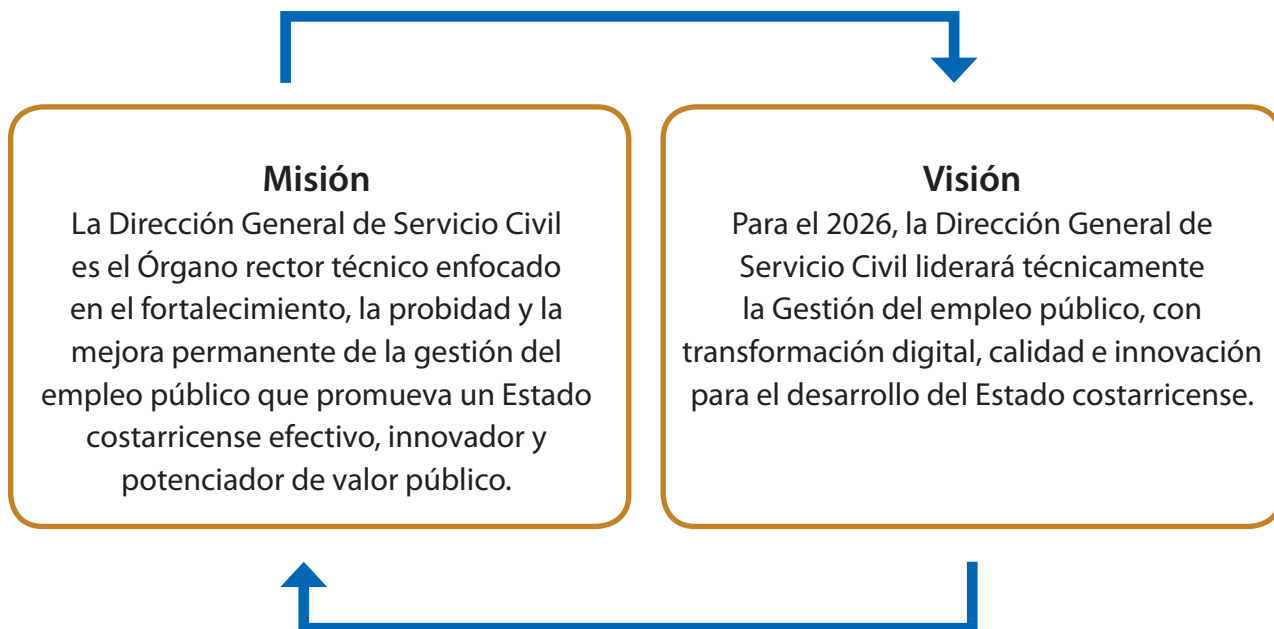 Misión
La Dirección General de Servicio Civil
es el Órgano rector técnico enfocado
en el fortalecimiento, la probidad y la
mejora permanente de la gestión del
empleo público que promueva un Estado
costarricense efectivo, innovador y
potenciador de valor público.
Visión
Para el 2026, la Dirección General de
Servicio Civil liderará técnicamente
la Gestión del empleo público, con
transformación digital, calidad e innovación
para el desarrollo del Estado costarricense.